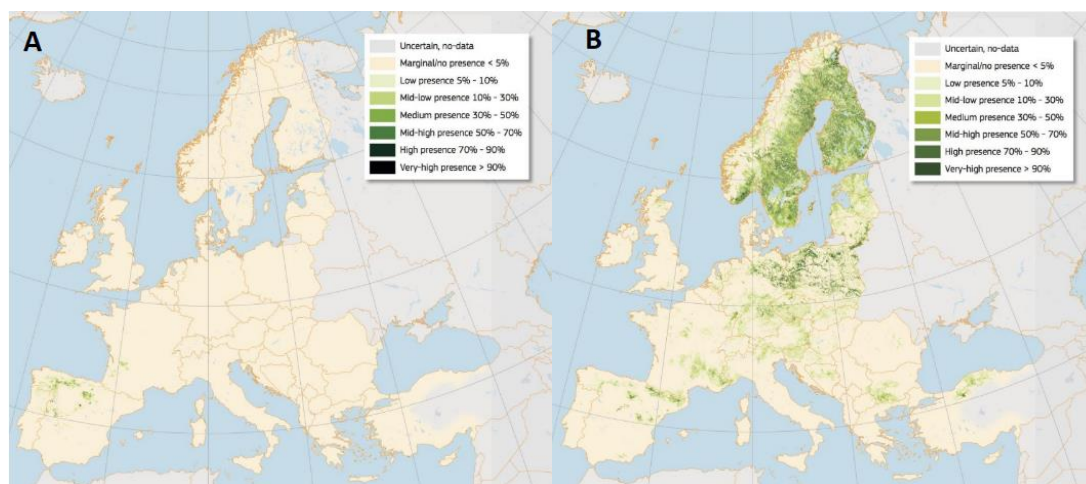 A
Uncertain, no-data
Marginal/no presence < 5%
Low presence 5% - 10%
Mid-low presence 10% - 30%
Medium presence 30% - 50%
Mid-high presence 50% - 70%
High presence 70% - 90%
Very-high presence > 90%
B
Uncertain, no-data
Marginal/no presence < 5%
Low presence 5% - 10%
Mid-low presence 10% - 30%
Medium presence 30% - 50%
Mid-high presence 50% - 70%
High presence 70% - 90%
Very-high presence > 90%